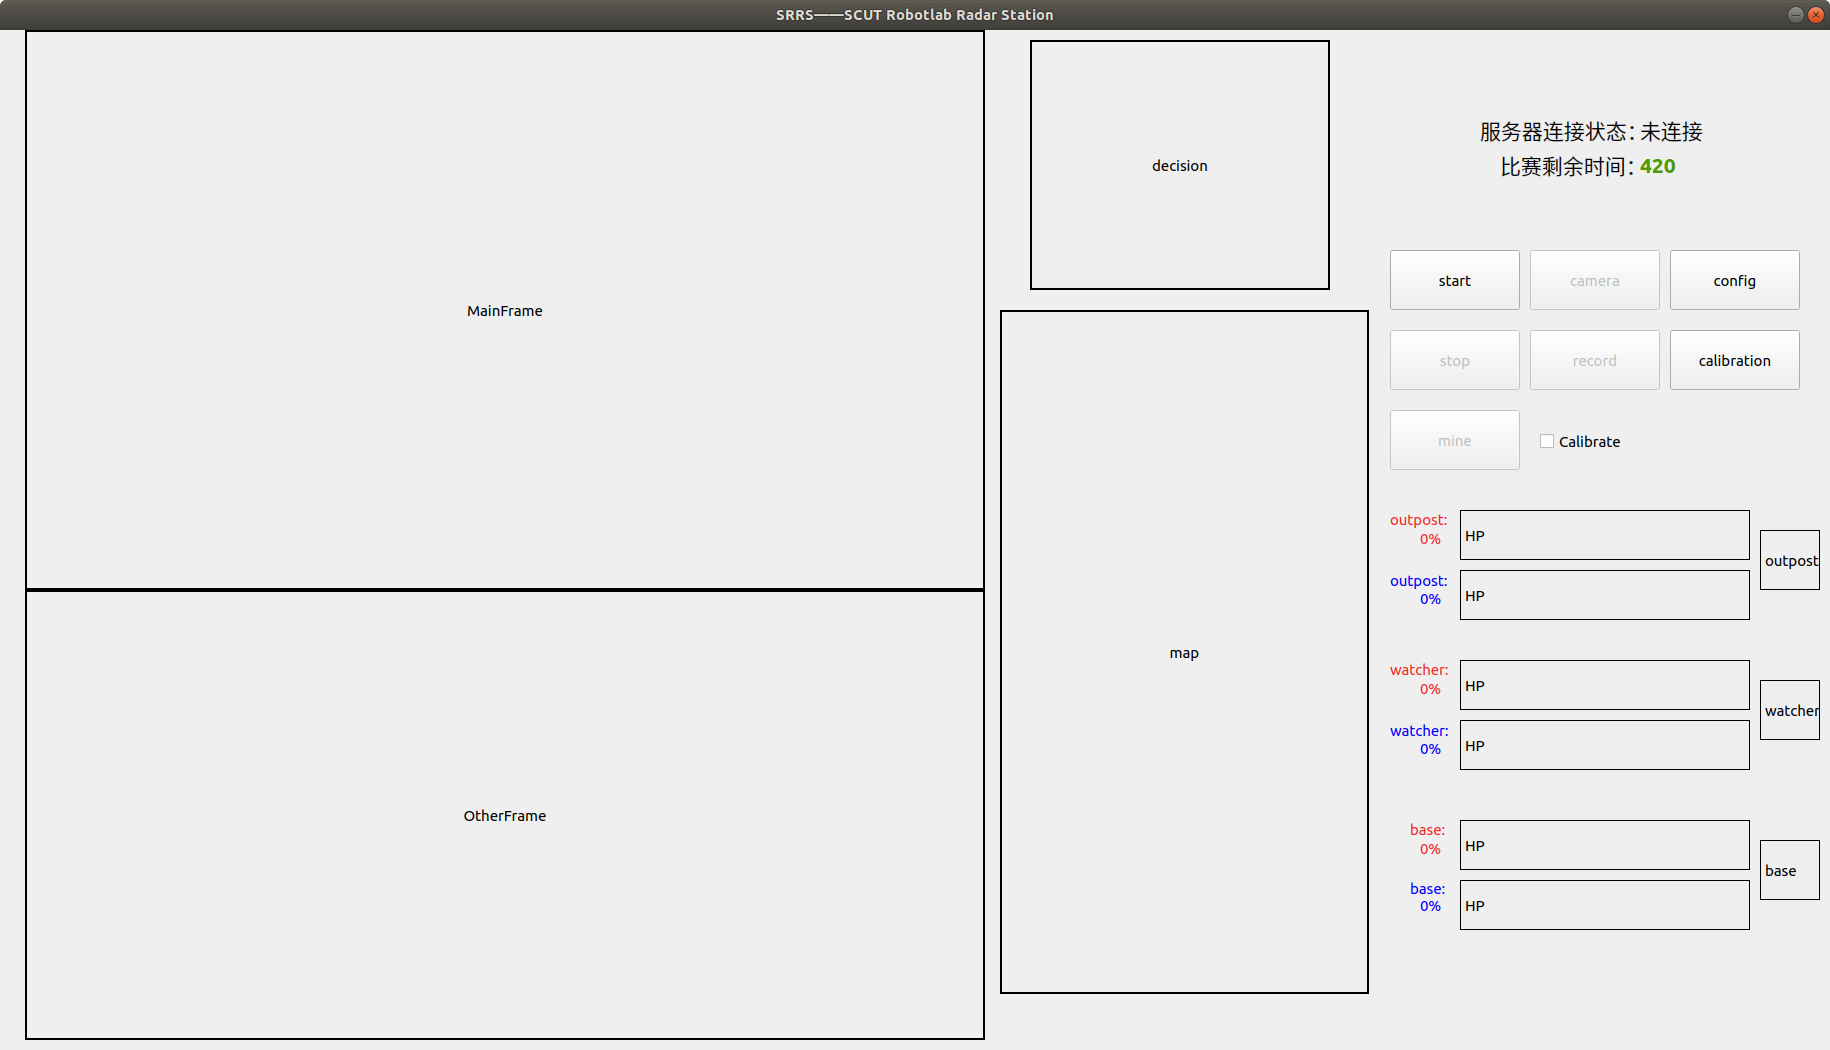 SRRS——SCUT Robotlab Radar Station
MainFrame
OtherFrame
decision
map
服务器连接状态：未连接
比赛剩余时间：420
start
camera
config
stop
record
calibration
mine
Calibrate
outpost:
0%
HP
outpost:
0%
HP
outpost
watcher:
0%
HP
watcher:
0%
HP
watcher
base:
0%
HP
base:
0%
HP
base